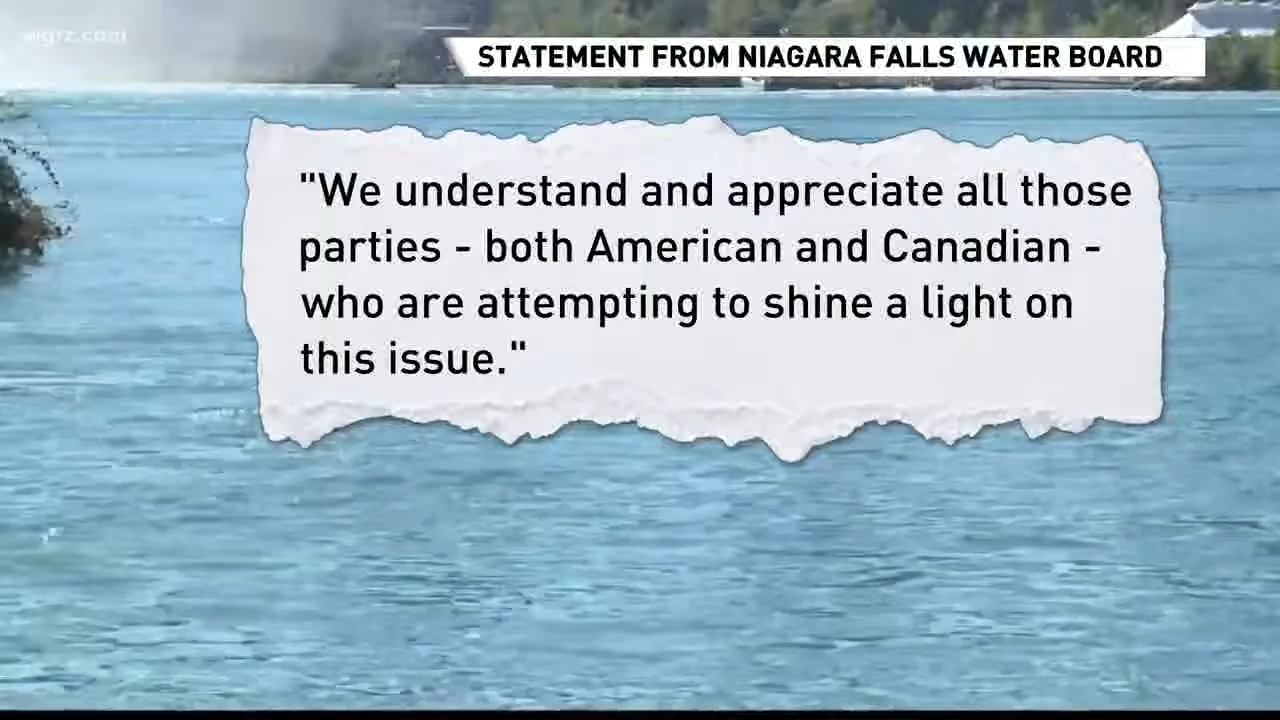 wgrz.com
STATEMENT FROM NIAGARA FALLS WATER BOARD
"We understand and appreciate all those
parties - both American and Canadian -
who are attempting to shine a light on
this issue."